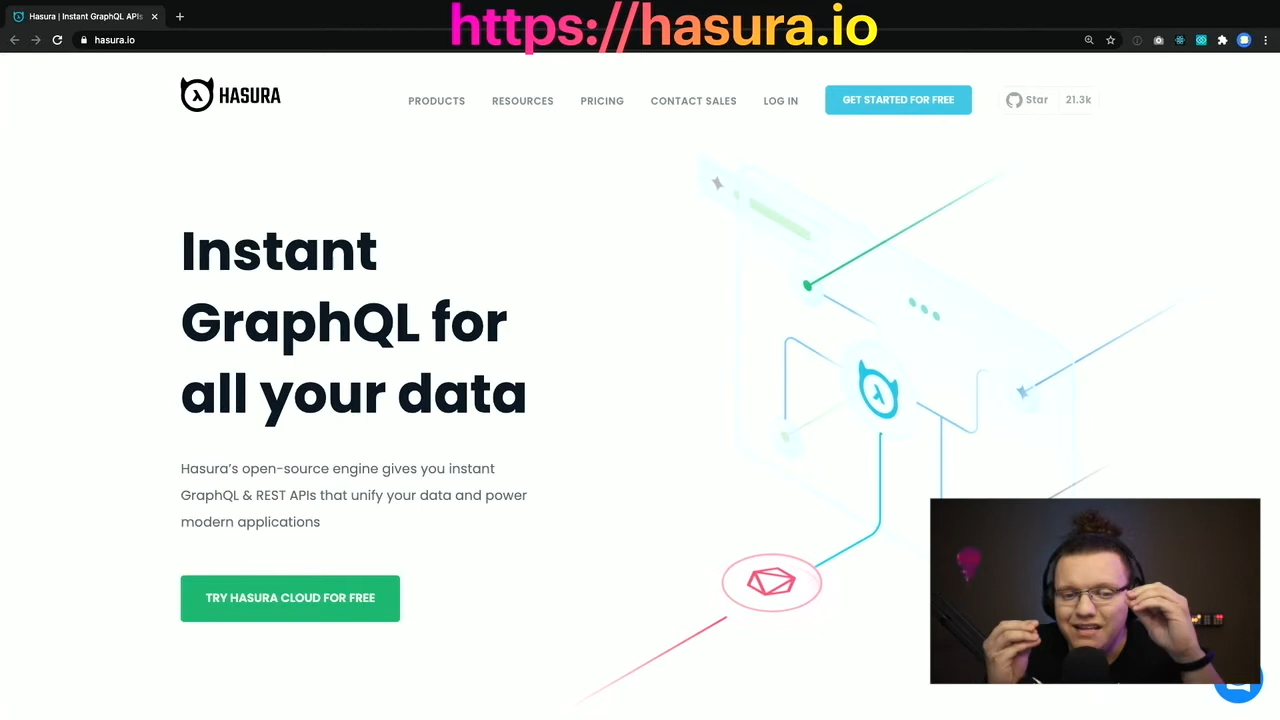 Hasura | Instant GraphQL APIs
https://hasura.io
hasura.io
HASURA
PRODUCTS
RESOURCES
PRICING
CONTACT SALES
LOG IN
GET STARTED FOR FREE
Star
21.3k
Instant
GraphQL for
all your data
Hasura’s open-source engine gives you instant
GraphQL & REST APIs that unify your data and power
modern applications
TRY HASURA CLOUD FOR FREE